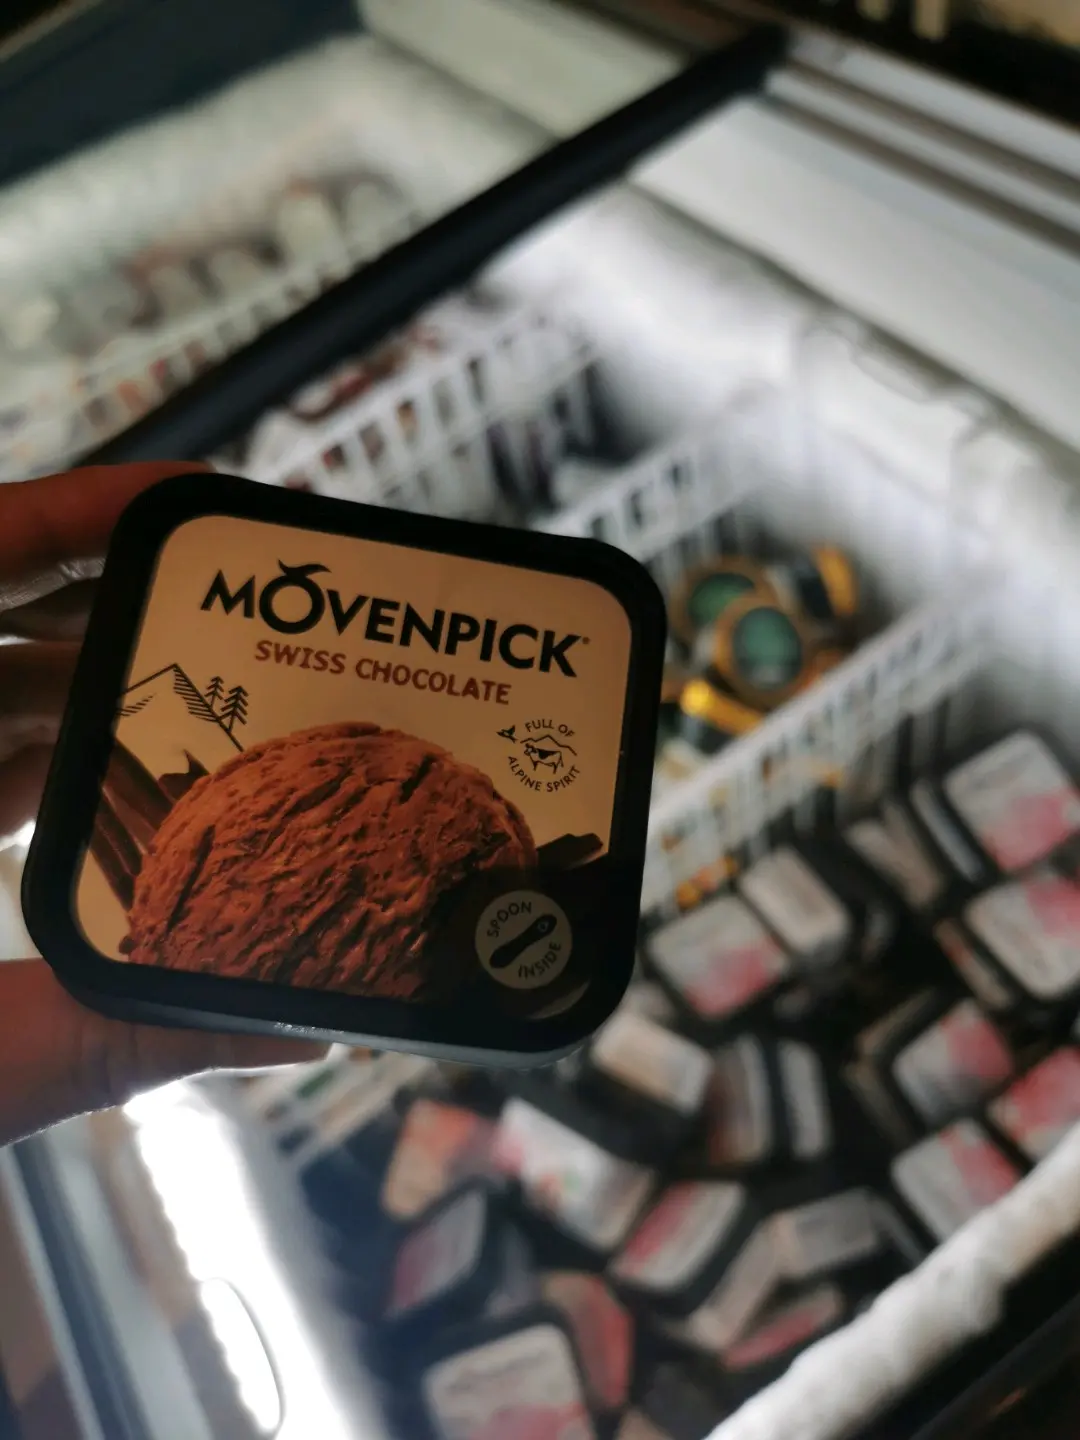 MÖVENPICK®
SWISS CHOCOLATE
FULL OF
ALPINE SPIRIT
SPOON
INSIDE